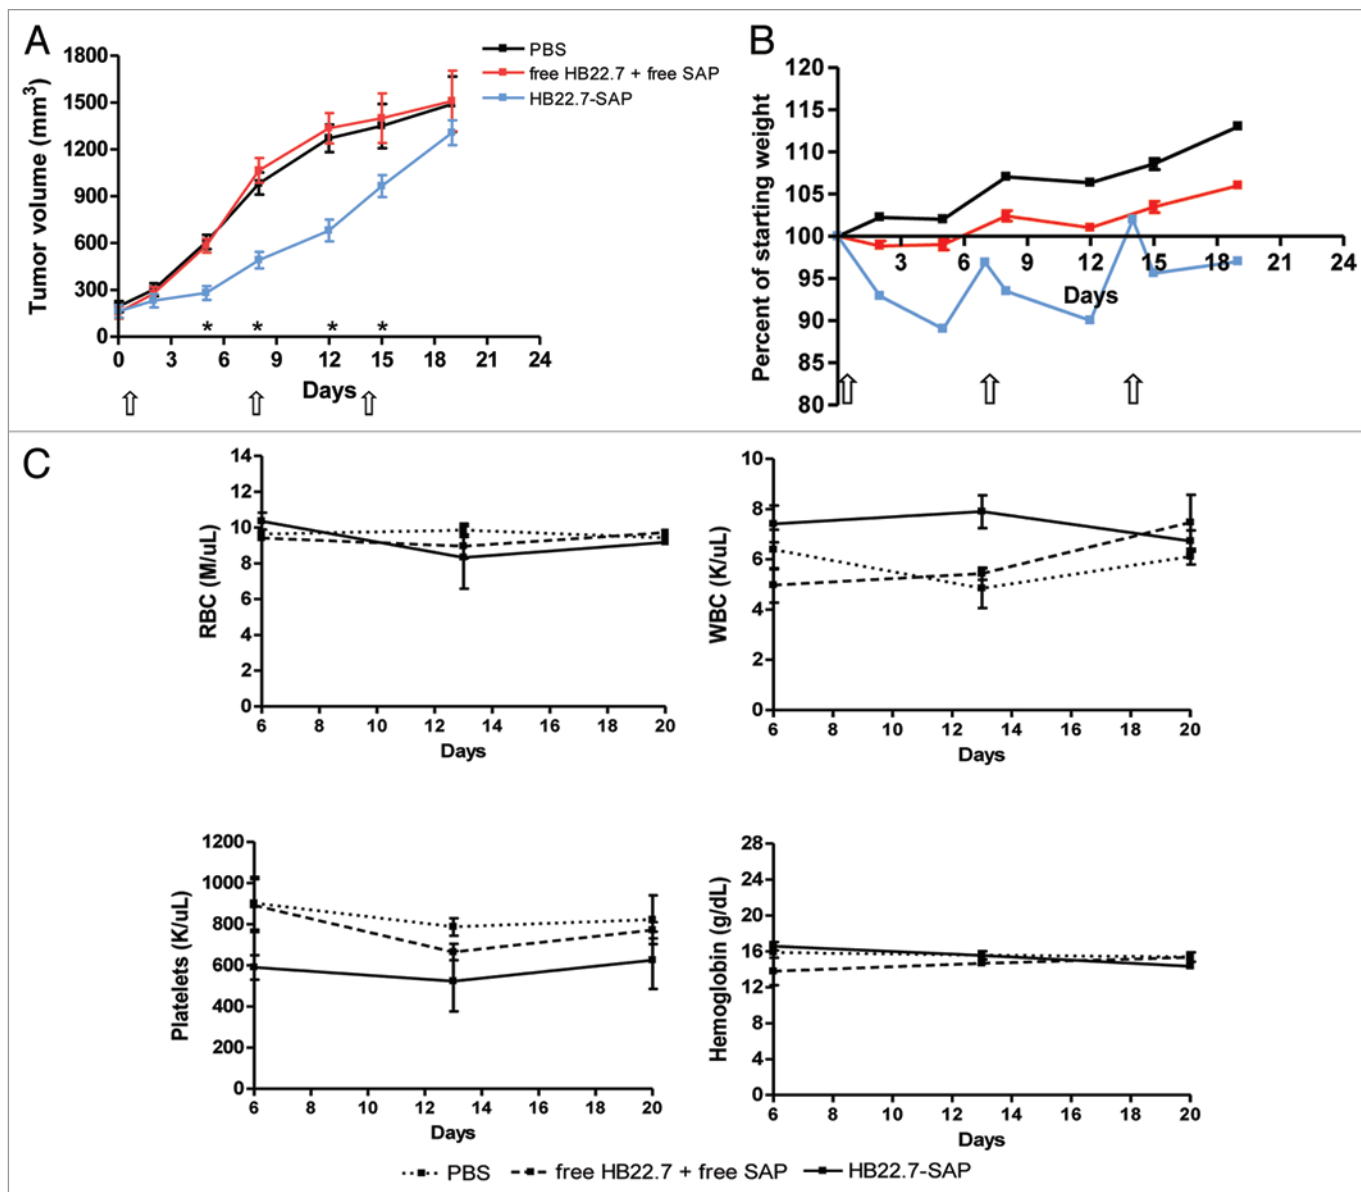 A
PBS
free HB22.7 + free SAP
HB22.7-SAP
Tumor volume (mm3)
1800
1500
1200
900
600
300
0
* * * *
0 3 6 9 12 15 18 21 24
Days
B
Percent of starting weight
120
115
110
105
100
95
90
85
80
3 6 9 12 15 18 21 24
Days
C
RBC (M/uL)
14
12
10
8
6
4
2
0
6 8 10 12 14 16 18 20
Days
WBC (K/uL)
10
8
6
4
2
0
6 8 10 12 14 16 18 20
Days
Platelets (K/uL)
1200
1000
800
600
400
200
0
6 8 10 12 14 16 18 20
Days
Hemoglobin (g/dL)
28
24
20
16
12
8
4
0
6 8 10 12 14 16 18 20
Days
PBS free HB22.7 + free SAP HB22.7-SAP